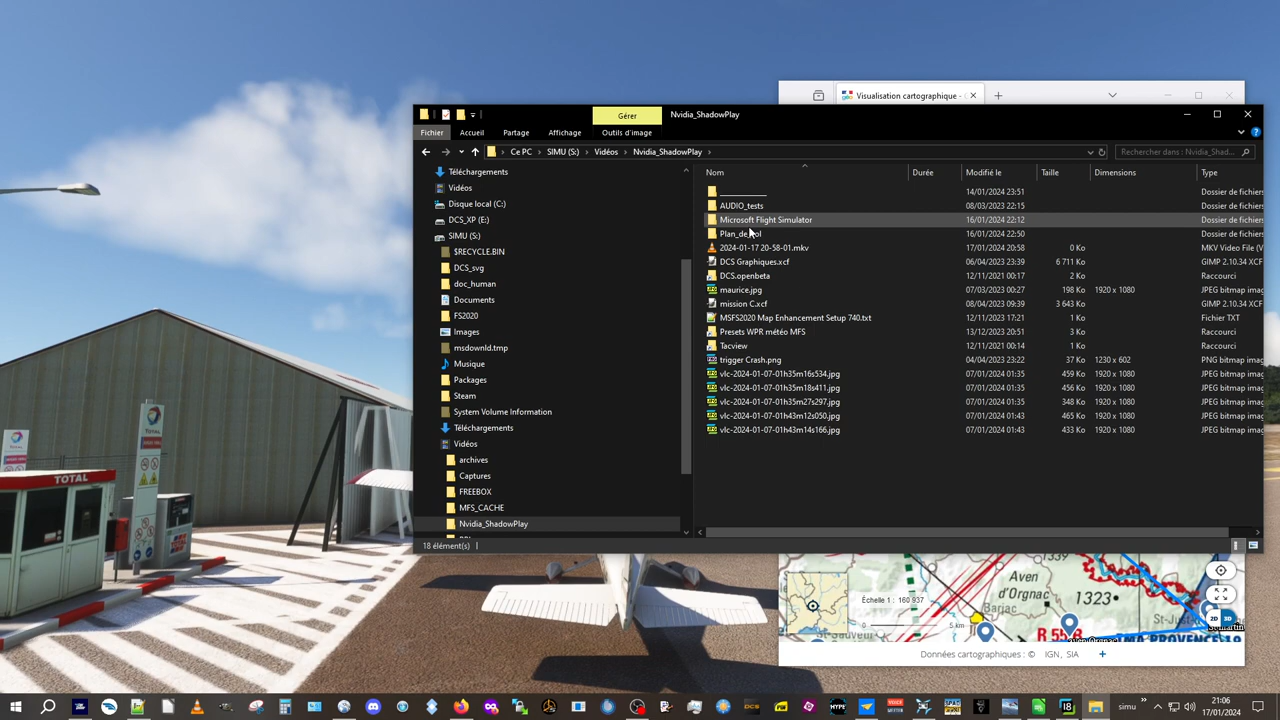 Visualisation cartographique - G
Gérer
Nvidia_ShadowPlay
Fichier Accueil Partage Affichage Outils d'image
Ce PC > SIMU (S:) > Vidéos > Nvidia_ShadowPlay >
Rechercher dans : Nvidia_Shad...
Téléchargements
Vidéos
Disque local (C:)
DCS_XP (E:)
SIMU (S:)
$RECYCLE.BIN
DCS_svg
doc_human
Documents
FS2020
Images
msdownld.tmp
Musique
Packages
Steam
System Volume Information
Téléchargements
Vidéos
archives
Captures
FREEBOX
MFS_CACHE
Nvidia_ShadowPlay
Nom Durée Modifié le Taille Dimensions Type
____________ 14/01/2024 23:51 Dossier de fichiers
AUDIO_tests 08/03/2023 22:15 Dossier de fichiers
Microsoft Flight Simulator 16/01/2024 22:12 Dossier de fichiers
Plan_de_vol 16/01/2024 22:50 Dossier de fichiers
2024-01-17 20-58-01.mkv 17/01/2024 20:58 0 Ko MKV Video File (V
DCS Graphiques.xcf 06/04/2023 23:39 6 711 Ko GIMP 2.10.34 XCF
DCS.openbeta 12/11/2021 00:17 2 Ko Raccourci
maurice.jpg 07/03/2023 00:27 198 Ko 1920 x 1080 JPEG bitmap imag
mission C.xcf 08/04/2023 09:39 3 643 Ko GIMP 2.10.34 XCF
MSFS2020 Map Enhancement Setup 740.txt 12/11/2023 17:21 1 Ko Fichier TXT
Presets WPR météo MFS 13/12/2023 20:51 3 Ko Raccourci
Tacview 12/11/2021 00:14 1 Ko Raccourci
trigger Crash.png 04/04/2023 23:22 37 Ko 1230 x 602 PNG bitmap imag
vlc-2024-01-07-01h35m16s534.jpg 07/01/2024 01:35 459 Ko 1920 x 1080 JPEG bitmap imag
vlc-2024-01-07-01h35m18s411.jpg 07/01/2024 01:35 456 Ko 1920 x 1080 JPEG bitmap imag
vlc-2024-01-07-01h35m27s297.jpg 07/01/2024 01:35 348 Ko 1920 x 1080 JPEG bitmap imag
vlc-2024-01-07-01h43m12s050.jpg 07/01/2024 01:43 465 Ko 1920 x 1080 JPEG bitmap imag
vlc-2024-01-07-01h43m14s166.jpg 07/01/2024 01:43 433 Ko 1920 x 1080 JPEG bitmap imag
18 élément(s)
TOTAL
TOTAL
1339
Aven
d'Orgnac
1323
Barjac
Échelle 1 : 160 937
0 5 km
2D 3D
Données cartographiques : © IGN, SIA +
simu
21:06
17/01/2024